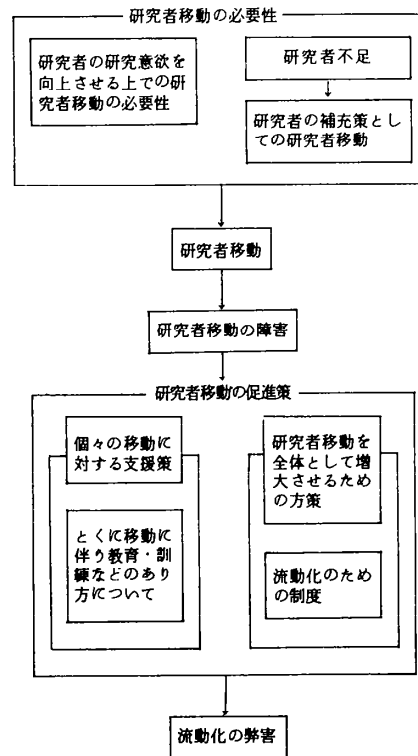 研究者移動の必要性
研究者の研究意欲を
向上させる上での研
究者移動の必要性
研究者不足
研究者の補充策とし
ての研究者移動
研究者移動
研究者移動の障害
研究者移動の促進策
個々の移動に
対する支援策
とくに移動に
伴り教育・訓
練などのあり
方について
研究者移動を
全体として増
大させるため
の方策
流動化のため
の制度
流動化の弊害